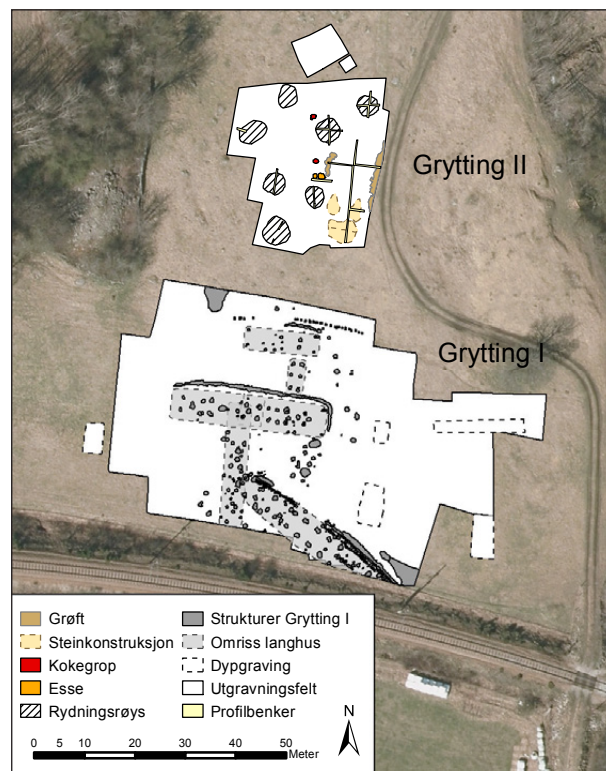 Grytting II
Grytting I
Grøft
Steinkonstruksjon
Kokegrop
Esse
Rydningsrøys
Strukturer Grytting I
Omriss langhus
Dypgraving
Utgravningsfelt
Profilbenker
N
0 10 20 30 40 50
Meter